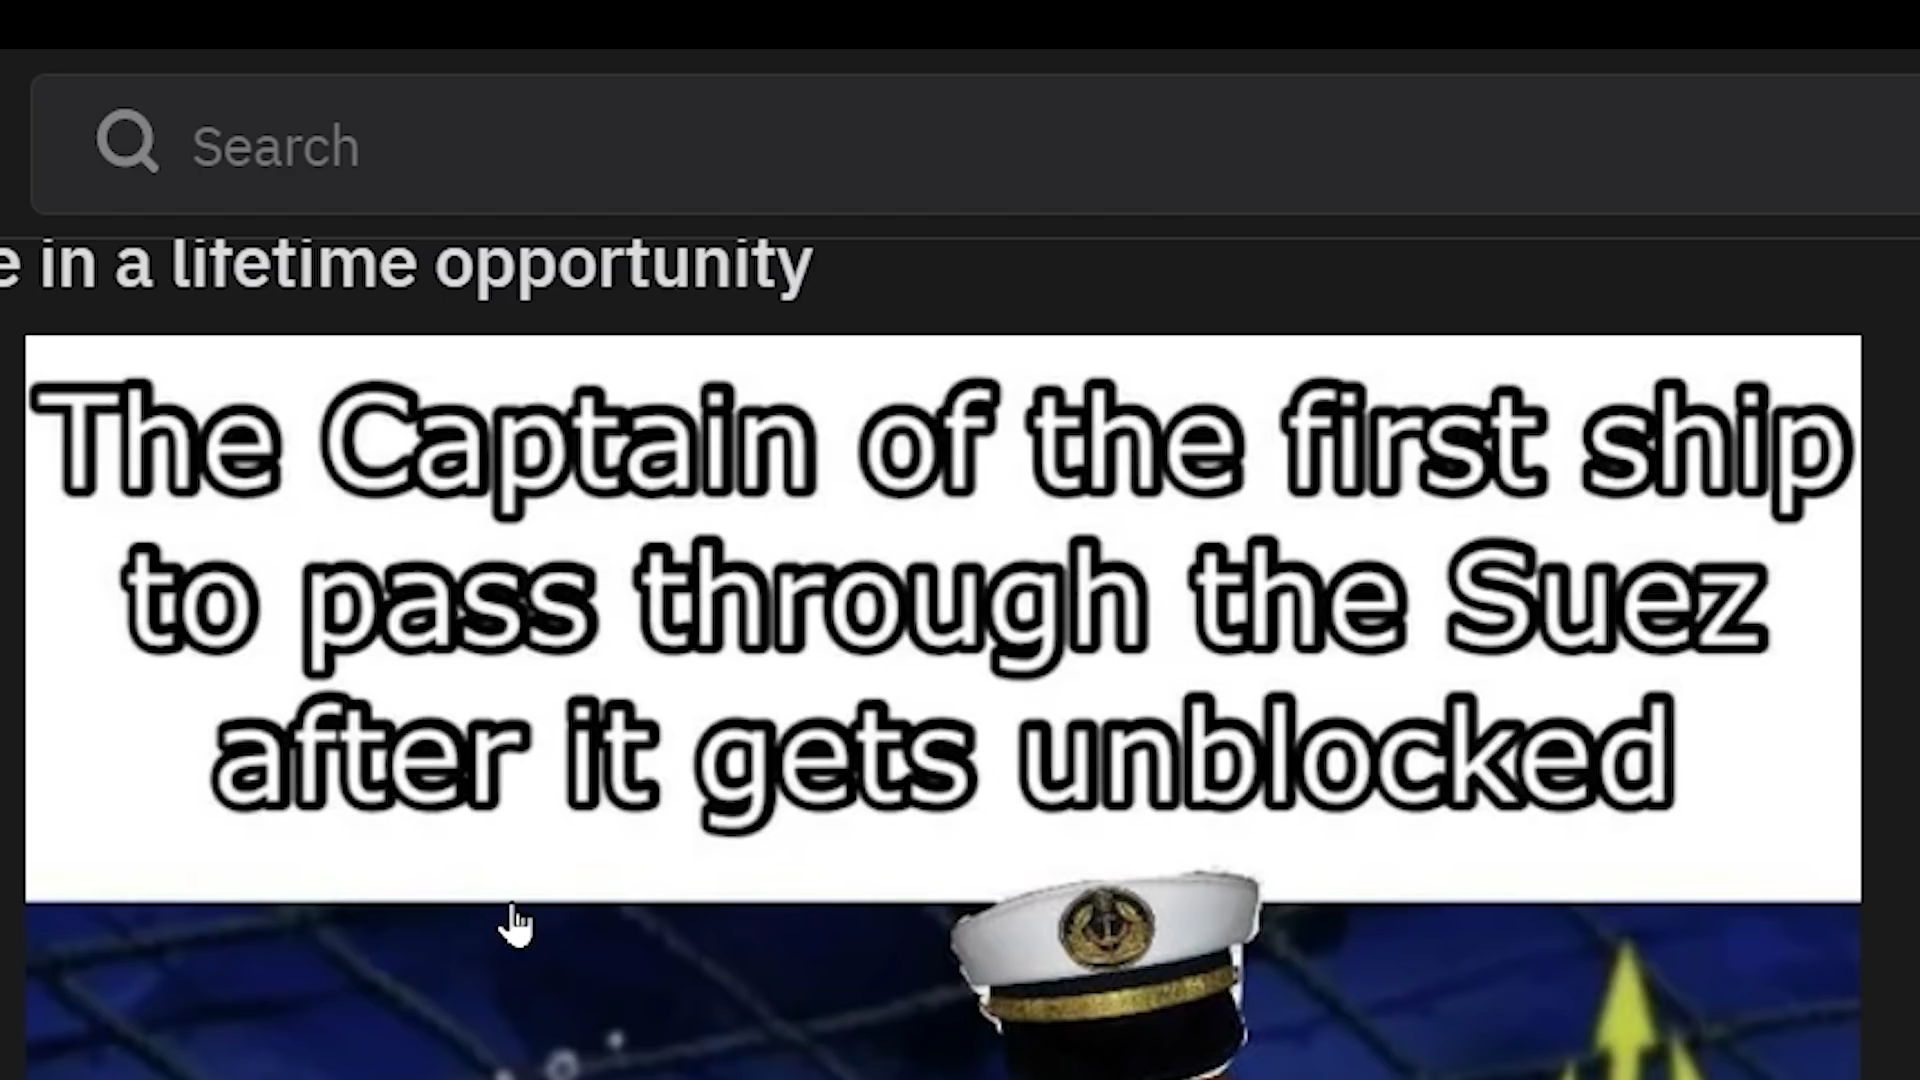 Search
e in a lifetime opportunity
The Captain of the first ship
to pass through the Suez
after it gets unblocked